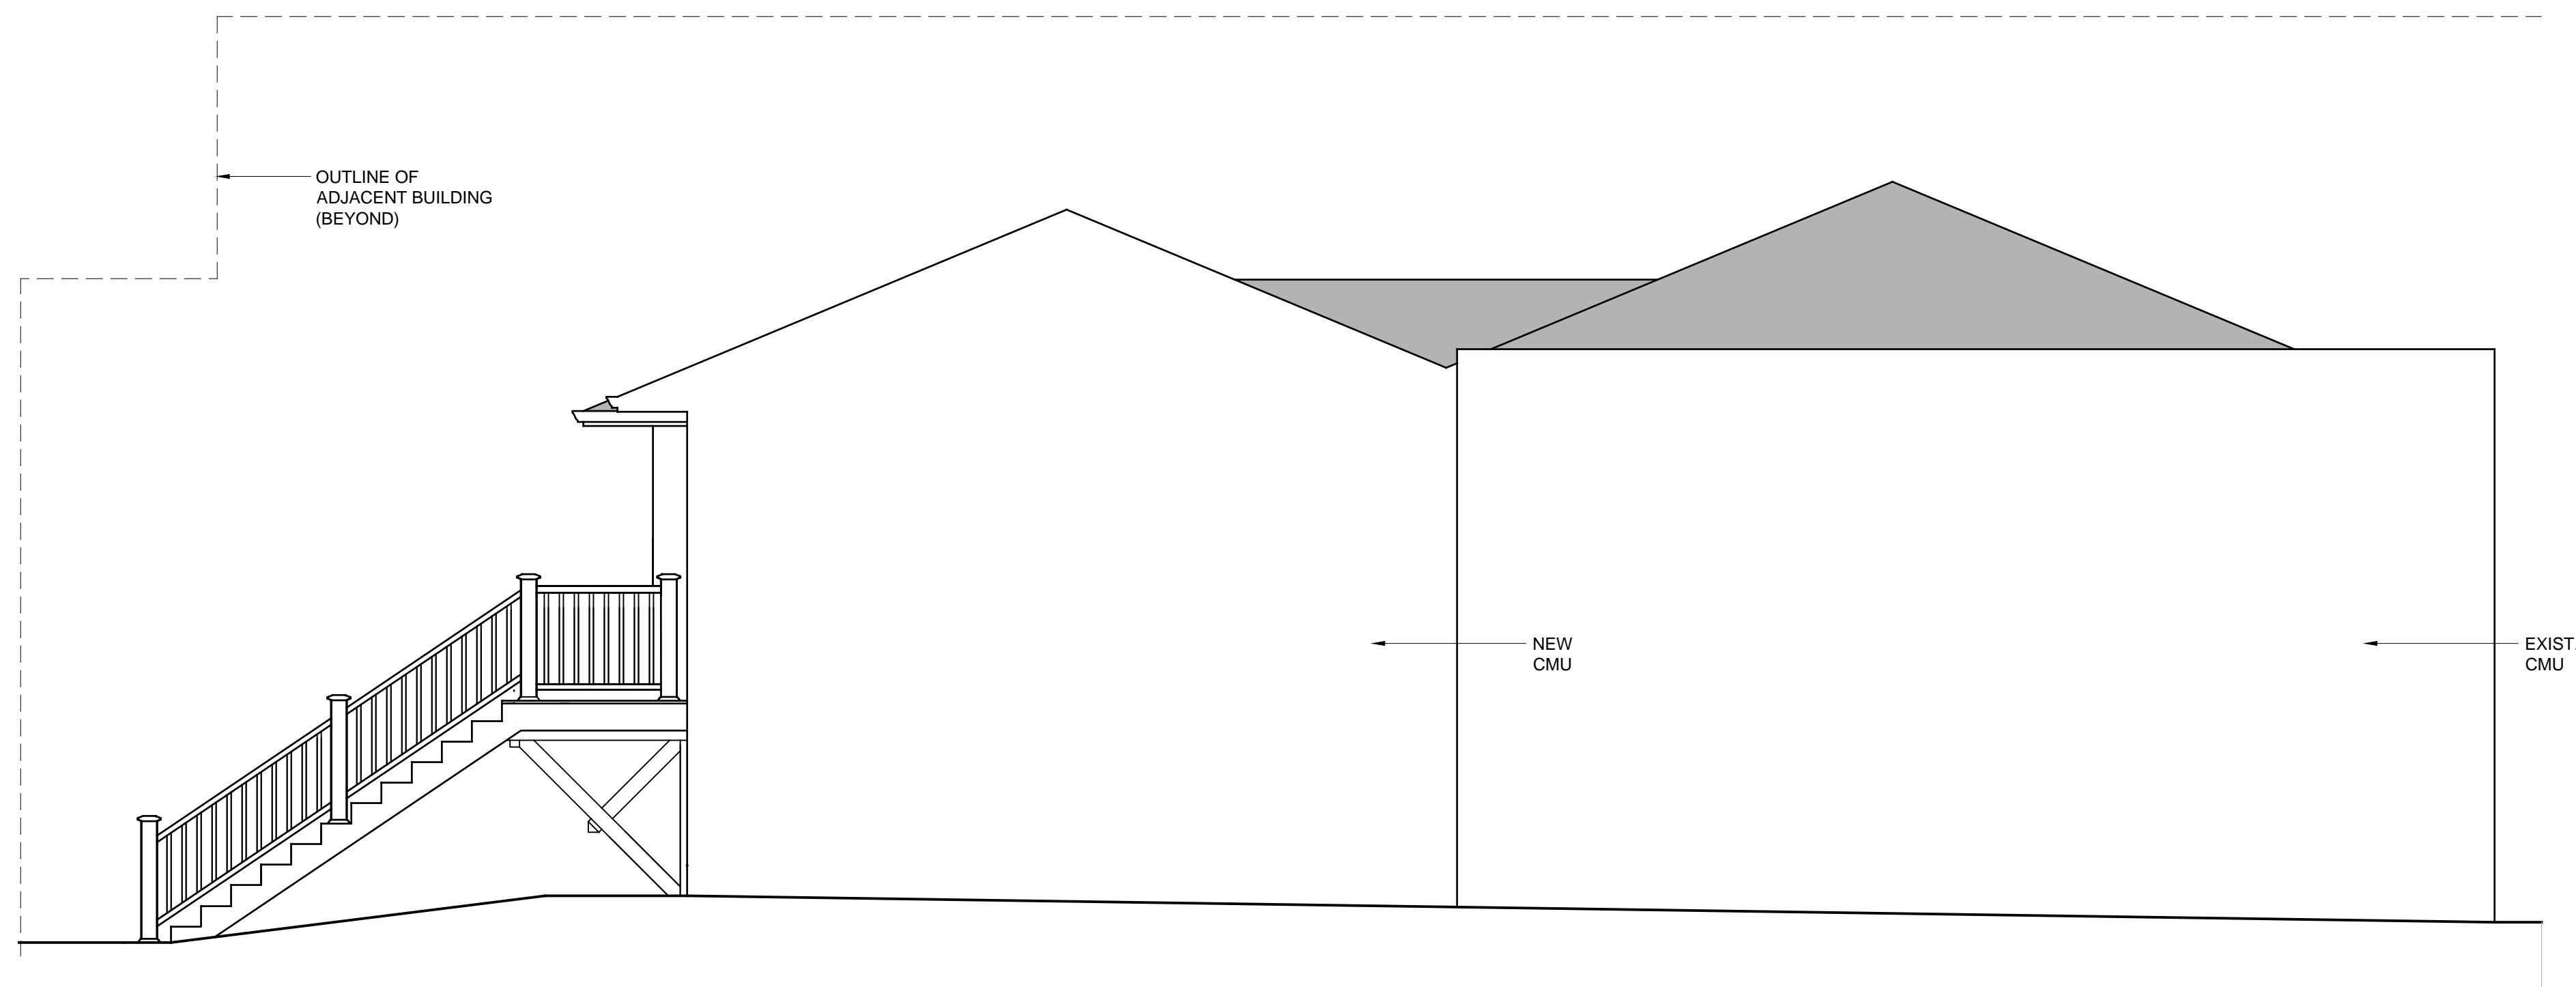 OUTLINE OF
ADJACENT BUILDING
(BEYOND)
NEW
CMU
EXIST.
CMU